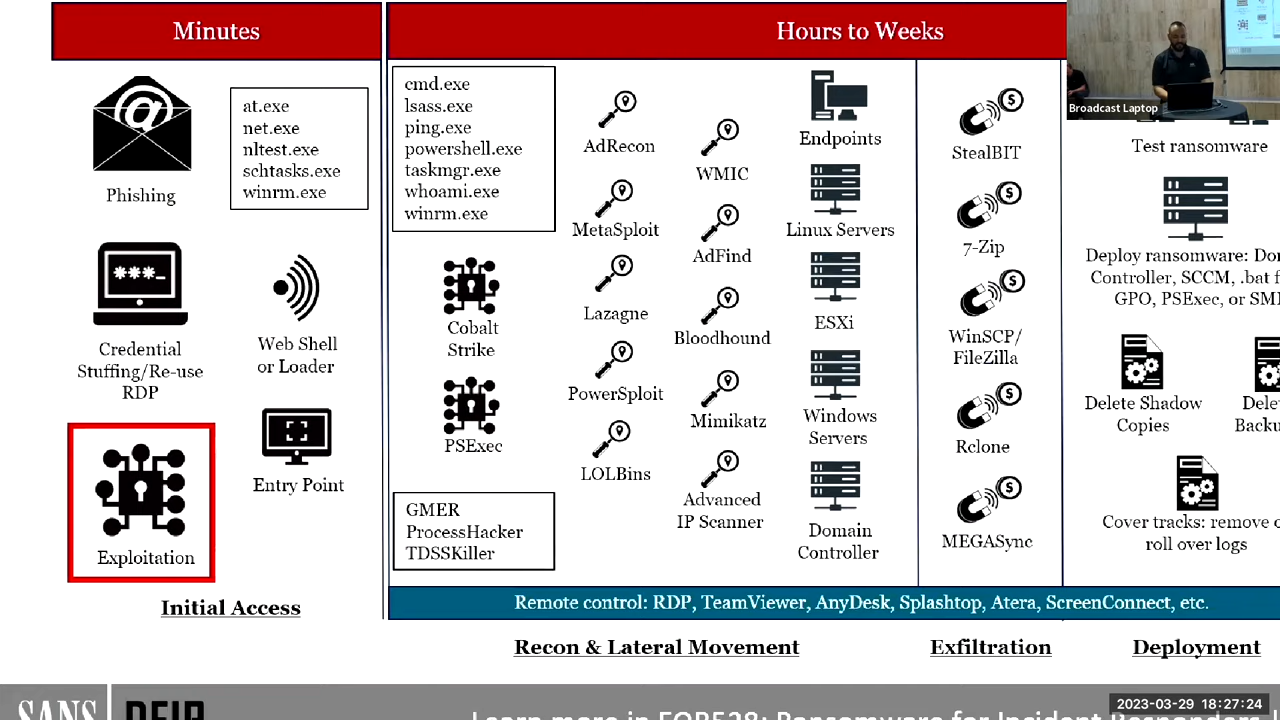 Minutes
Hours to Weeks
Broadcast Laptop
Phishing
at.exe
net.exe
nltest.exe
schtasks.exe
winrm.exe
Credential
Stuffing/Re-use
RDP
Web Shell
or Loader
Exploitation
Entry Point
Initial Access
cmd.exe
lsass.exe
ping.exe
powershell.exe
taskmgr.exe
whoami.exe
winrm.exe
Cobalt
Strike
PSExec
GMER
ProcessHacker
TDSSKiller
AdRecon
MetaSploit
Lazagne
PowerSploit
LOLBins
WMIC
AdFind
Bloodhound
Mimikatz
Advanced
IP Scanner
Endpoints
Linux Servers
ESXi
Windows
Servers
Domain
Controller
StealBIT
7-Zip
WinSCP/
FileZilla
Rclone
MEGASync
Test ransomware
Deploy ransomware:
Controller, SCCM, .bat
GPO, PSExec, or
Delete Shadow
Copies
Cover tracks: remove
roll over logs
Remote control: RDP, TeamViewer, AnyDesk, Splashtop, Atera, ScreenConnect, etc.
Recon & Lateral Movement
Exfiltration
Deployment
SANS
DFIR
Learn more in FOR528: Ransomware for Incident
2023-03-29 18:27:24